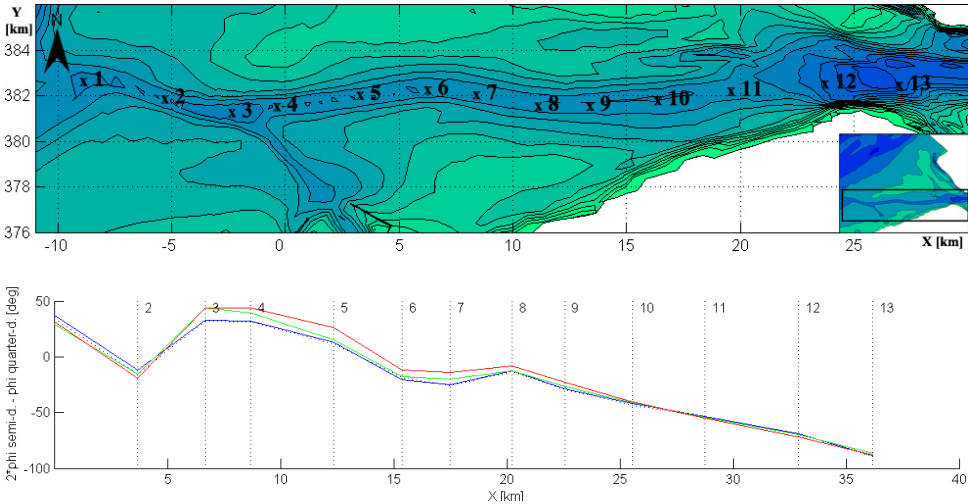 Y
[km]
N
384
382
380
378
376
x 1
x 2
x 3
x 4
x 5
x 6
x 7
x 8
x 9
x 10
x 11
x 12
x 13
-10
-5
0
5
10
15
20
25
X [km]
2*phi semi-d. - phi quarter-d. [deg]
50
0
-50
-100
2
3
4
5
6
7
8
9
10
11
12
13
5
10
15
20
25
30
35
40
X [km]